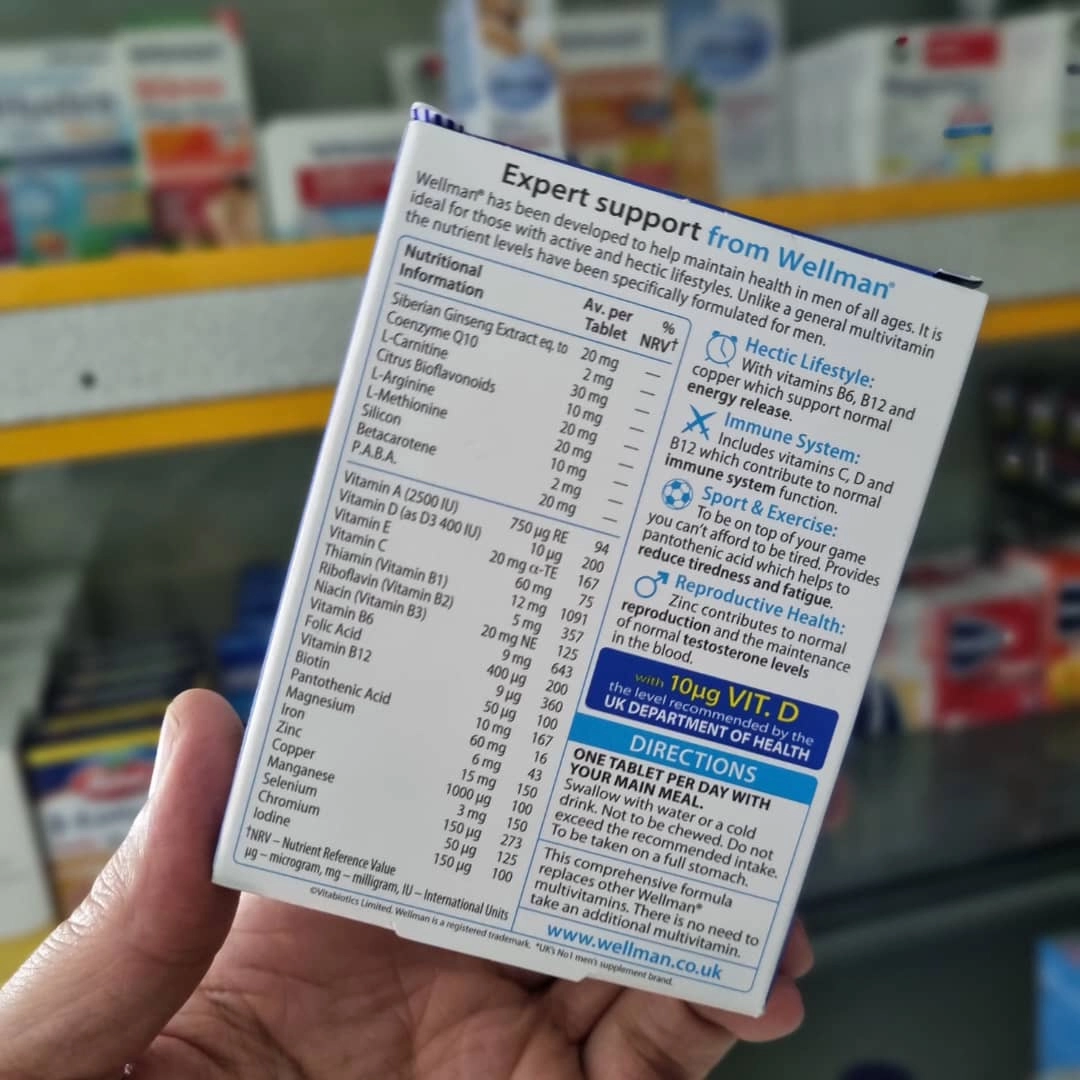 Expert support from Wellman®
Wellman® has been developed to help maintain health in men of all ages. It is
ideal for those with active and hectic lifestyles. Unlike a general multivitamin
the nutrient levels have been specifically formulated for men.
Nutritional Information Av. per Tablet % NRV†
Siberian Ginseng Extract eq. to 20 mg —
Coenzyme Q10 2 mg —
L-Carnitine 30 mg —
Citrus Bioflavonoids 10 mg —
L-Arginine 20 mg —
L-Methionine 20 mg —
Silicon 10 mg —
Betacarotene 2 mg —
P.A.B.A. 20 mg —
Vitamin A (2500 IU) 750 µg RE 94
Vitamin D (as D3 400 IU) 10 µg 200
Vitamin E 20 mg α-TE 167
Vitamin C 60 mg 75
Thiamin (Vitamin B1) 12 mg 1091
Riboflavin (Vitamin B2) 5 mg 357
Niacin (Vitamin B3) 20 mg NE 125
Vitamin B6 9 mg 643
Folic Acid 400 µg 200
Vitamin B12 9 µg 360
Biotin 50 µg 100
Pantothenic Acid 10 mg 167
Magnesium 60 mg 16
Iron 6 mg 43
Zinc 15 mg 150
Copper 1000 µg 100
Manganese 3 mg 150
Selenium 150 µg 273
Chromium 50 µg 125
Iodine 150 µg 100
†NRV – Nutrient Reference Value
µg – microgram, mg – milligram, IU – International Units
Hectic Lifestyle:
With vitamins B6, B12 and
copper which support normal
energy release.
Immune System:
Includes vitamins C, D and
B12 which contribute to normal
immune system function.
Sport & Exercise:
To be on top of your game
you can't afford to be tired. Provides
pantothenic acid which helps to
reduce tiredness and fatigue.
Reproductive Health:
Zinc contributes to normal
reproduction and the maintenance
of normal testosterone levels
in the blood.
with 10µg VIT. D
the level recommended by the
UK DEPARTMENT OF HEALTH
DIRECTIONS
ONE TABLET PER DAY WITH
YOUR MAIN MEAL.
Swallow with water or a cold
drink. Not to be chewed. Do not
exceed the recommended intake.
To be taken on a full stomach.
This comprehensive formula
replaces other Wellman®
multivitamins. There is no need to
take an additional multivitamin.
www.wellman.co.uk
©Vitabiotics Limited. Wellman is a registered trademark. *UK's No1 men's supplement brand.